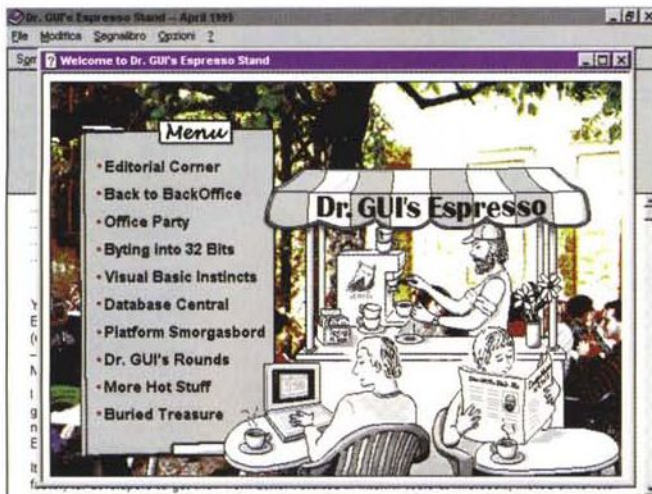 Dr. GUI's Espresso Stand -- April 1995
File Modifica Segnalibro Opzioni ?
Welcome to Dr. GUI's Espresso Stand
Menu
• Editorial Corner
• Back to BackOffice
• Office Party
• Byting into 32 Bits
• Visual Basic Instincts
• Database Central
• Platform Smorgasbord
• Dr. GUI's Rounds
• More Hot Stuff
• Buried Treasure
Dr. GUI's Espresso